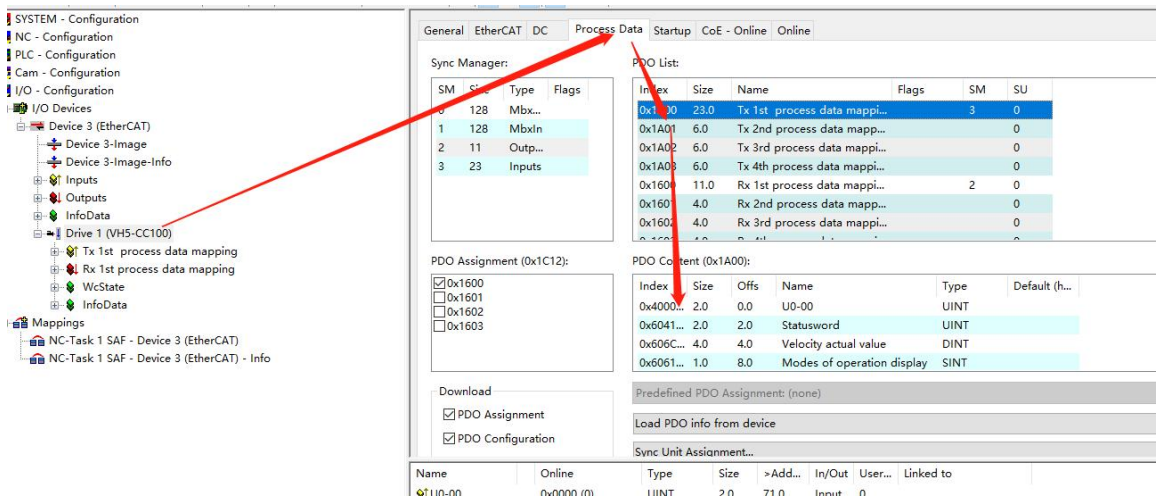 SYSTEM - Configuration
NC - Configuration
PLC - Configuration
Cam - Configuration
I/O - Configuration
I/O Devices
Device 3 (EtherCAT)
Device 3-Image
Device 3-Image-Info
Inputs
Outputs
InfoData
Drive 1 (VH5-CC100)
Tx 1st process data mapping
Rx 1st process data mapping
WcState
InfoData
Mappings
NC-Task 1 SAF - Device 3 (EtherCAT)
NC-Task 1 SAF - Device 3 (EtherCAT) - Info
General EtherCAT DC Process Data Startup CoE - Online Online
Sync Manager:
SM Size Type Flags
0 128 Mbx...
1 128 MbxIn
2 11 Outp...
3 23 Inputs
PDO List:
Index Size Name Flags SM SU
0x1A00 23.0 Tx 1st process data mappi... 3 0
0x1A01 6.0 Tx 2nd process data mapp... 0
0x1A02 6.0 Tx 3rd process data mappi... 0
0x1A03 6.0 Tx 4th process data mappi... 0
0x1600 11.0 Rx 1st process data mappi... 2 0
0x1601 4.0 Rx 2nd process data mappi... 0
0x1602 4.0 Rx 3rd process data mappi... 0
PDO Assignment (0x1C12):
0x1600
0x1601
0x1602
0x1603
PDO Content (0x1A00):
Index Size Offs Name Type Default (h...
0x4000... 2.0 0.0 U0-00 UINT
0x6041... 2.0 2.0 Statusword UINT
0x606C... 4.0 4.0 Velocity actual value DINT
0x6061... 1.0 8.0 Modes of operation display SINT
Download
PDO Assignment
PDO Configuration
Predefined PDO Assignment: (none)
Load PDO info from device
Sync Unit Assignment...
Name Online Type Size >Add... In/Out User... Linked to
U0-00 0x0000 (0) UINT 2.0 71.0 Input 0